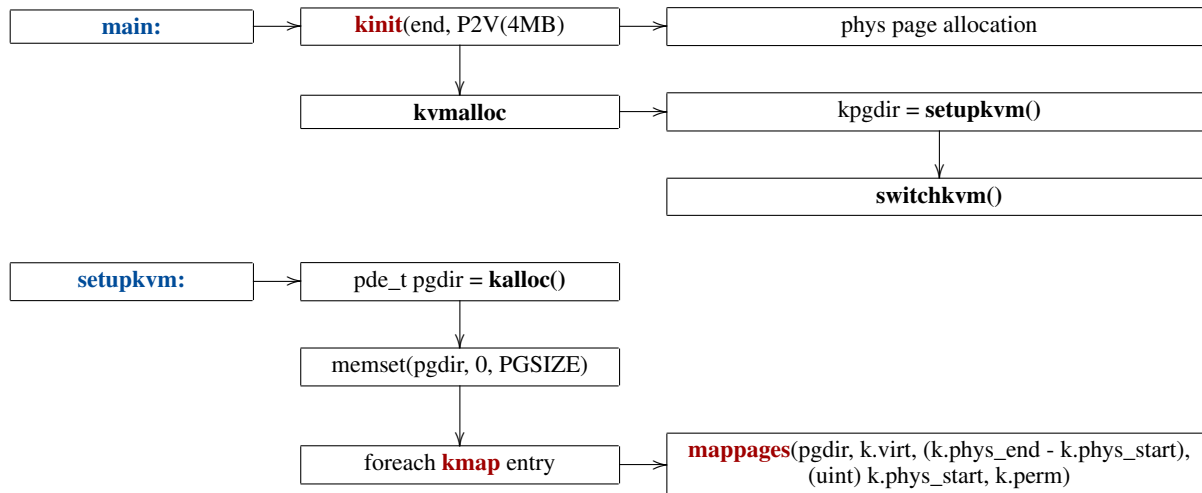 main:
kinit(end, P2V(4MB)
phys page allocation
kvmalloc
kpgdir = setupkvm()
switchkvm()
setupkvm:
pde_t pgdir = kalloc()
memset(pgdir, 0, PGSIZE)
foreach kmap entry
mappages(pgdir, k.virt, (k.phys_end - k.phys_start),
(uint) k.phys_start, k.perm)